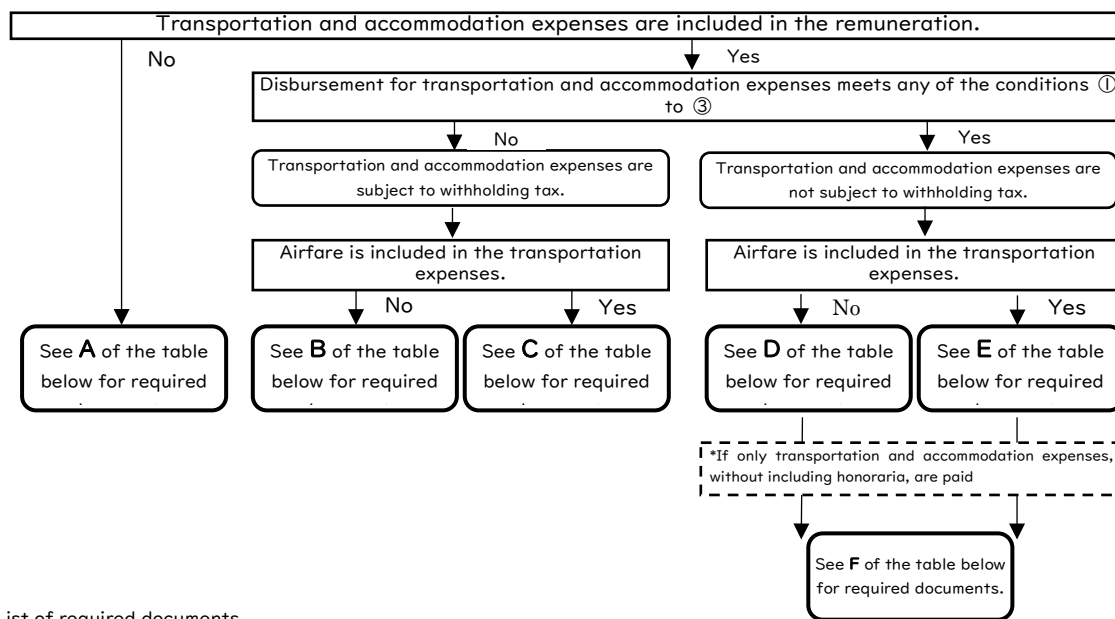 Transportation and accommodation expenses are included in the remuneration.
No
Yes
Disbursement for transportation and accommodation expenses meets any of the conditions ①
to ③
No
Yes
Transportation and accommodation expenses are
subject to withholding tax.
Transportation and accommodation expenses are
not subject to withholding tax.
Airfare is included in the transportation
expenses.
Airfare is included in the transportation
expenses.
No
Yes
No
Yes
See A of the table
below for required
See B of the table
below for required
See C of the table
below for required
See D of the table
below for required
See E of the table
below for required
*If only transportation and accommodation expenses,
without including honoraria, are paid
See F of the table below
for required documents.
ist of required documents